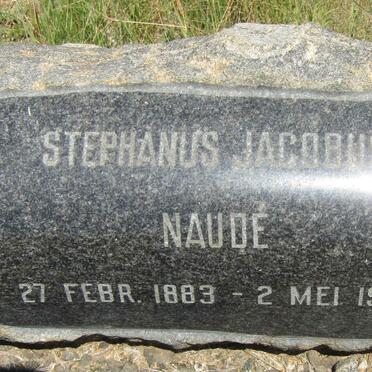 STEPHANUS JACOBU
NAUDÉ
27 FEBR. 1883 - 2 MEI 19